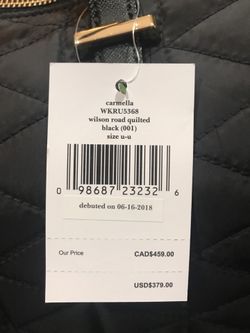 carmella
WKRU5368
wilson road quilted
black (001)
size u-u
0 98687 23232 6
debuted on 06-16-2018
Our Price CAD$459.00
USD$379.00